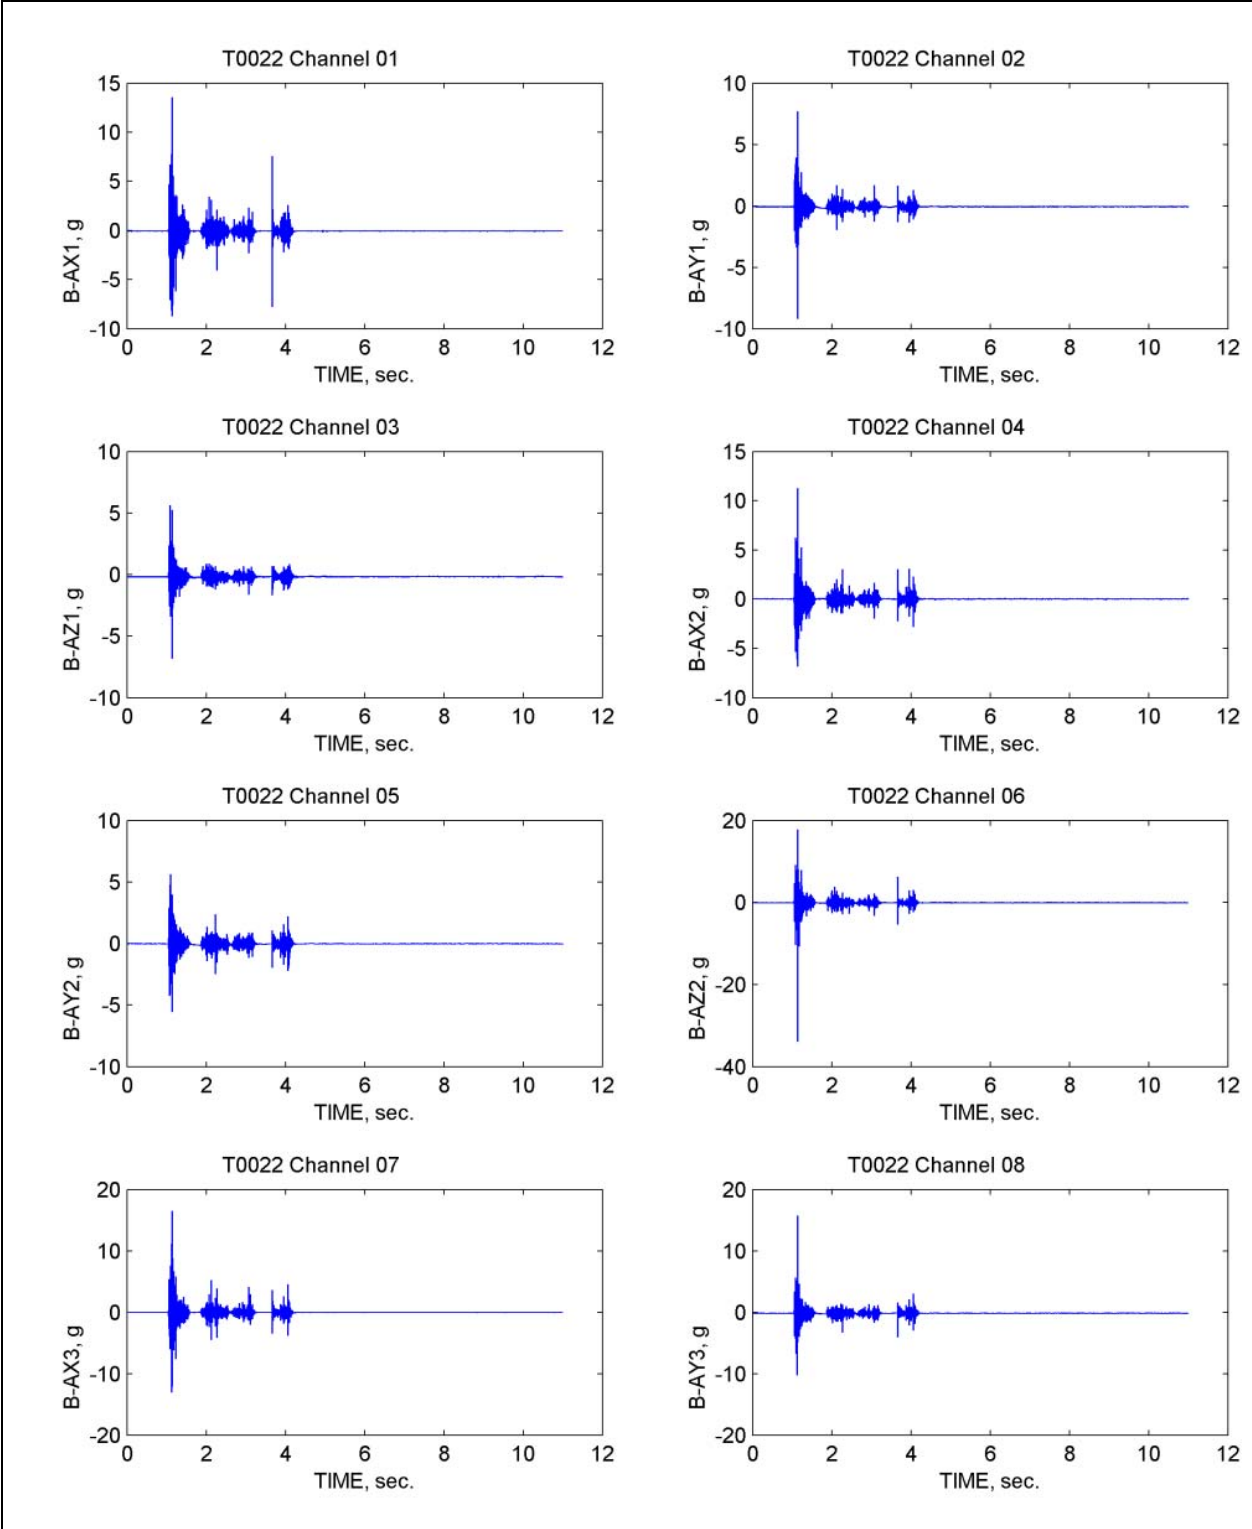 T0022 Channel 01
15
10
5
0
-5
-10
B-AX1, g
0 2 4 6 8 10 12
TIME, sec.
T0022 Channel 02
10
5
0
-5
-10
B-AY1, g
0 2 4 6 8 10 12
TIME, sec.
T0022 Channel 03
10
5
0
-5
-10
B-AZ1, g
0 2 4 6 8 10 12
TIME, sec.
T0022 Channel 04
15
10
5
0
-5
-10
B-AX2, g
0 2 4 6 8 10 12
TIME, sec.
T0022 Channel 05
10
5
0
-5
-10
B-AY2, g
0 2 4 6 8 10 12
TIME, sec.
T0022 Channel 06
20
0
-20
-40
B-AZ2, g
0 2 4 6 8 10 12
TIME, sec.
T0022 Channel 07
20
10
0
-10
-20
B-AX3, g
0 2 4 6 8 10 12
TIME, sec.
T0022 Channel 08
20
10
0
-10
-20
B-AY3, g
0 2 4 6 8 10 12
TIME, sec.